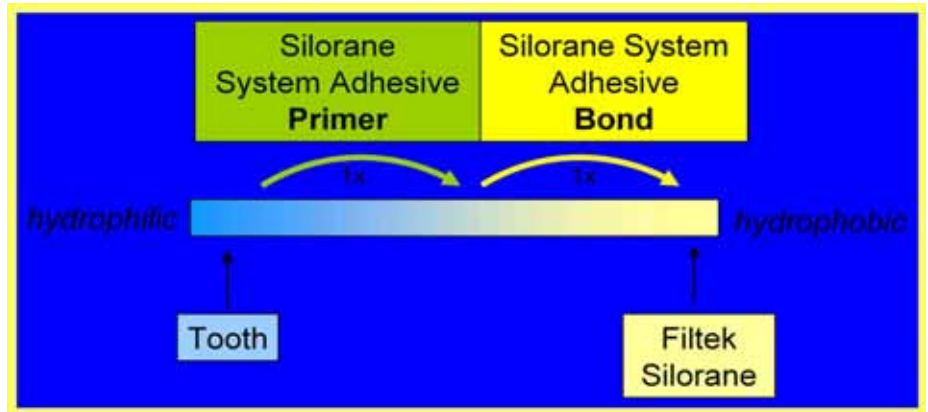 Silorane
System Adhesive
Primer
Silorane System
Adhesive
Bond
1x
1x
hydrophilic
hydrophobic
Tooth
Filtek
Silorane